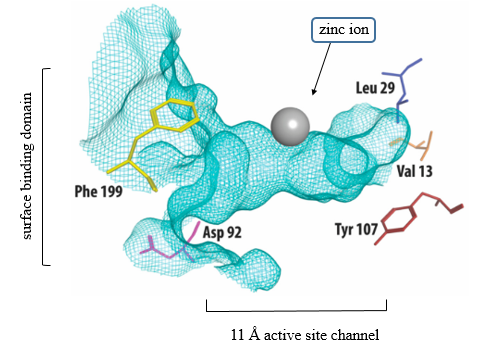 zinc ion
Leu 29
Val 13
Phe 199
Asp 92
Tyr 107
surface binding domain
11 Å active site channel